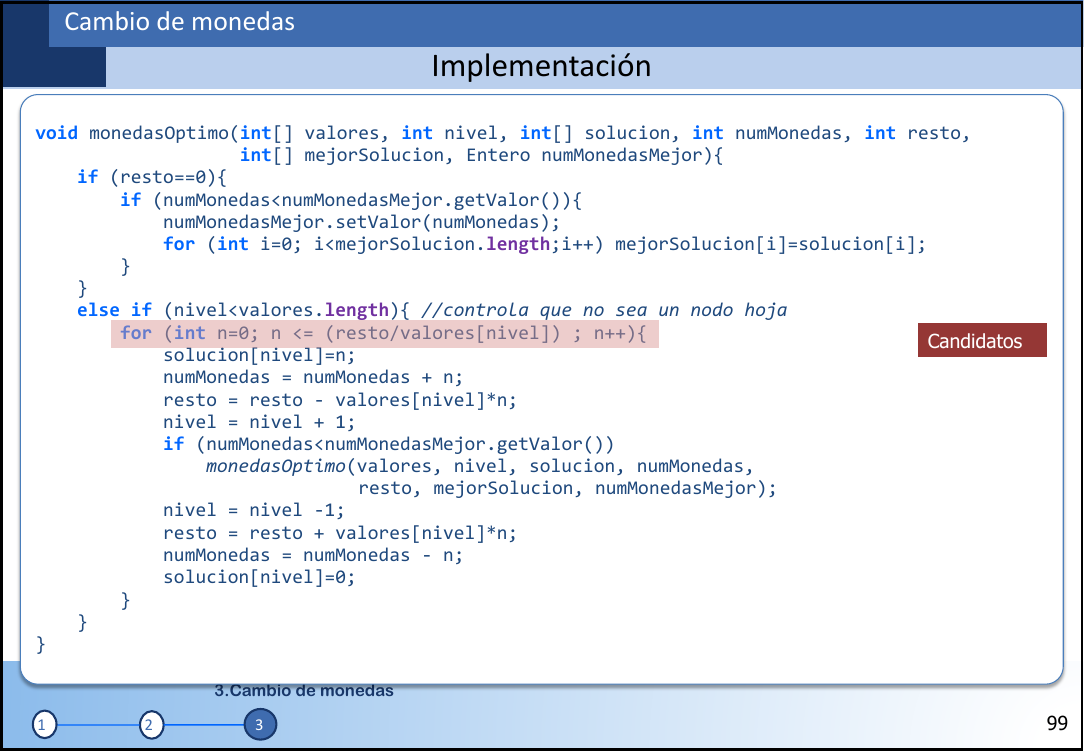 Cambio de monedas
Implementación
void monedasOptimo(int[] valores, int nivel, int[] solucion, int numMonedas, int resto,
int[] mejorSolucion, Entero numMonedasMejor){
if (resto==0){
if (numMonedas<numMonedasMejor.getValor()){
numMonedasMejor.setValor(numMonedas);
for (int i=0; i<mejorSolucion.length;i++) mejorSolucion[i]=solucion[i];
}
}
else if (nivel<valores.length){ //controla que no sea un nodo hoja
for (int n=0; n <= (resto/valores[nivel]) ; n++){
Candidatos
solucion[nivel]=n;
numMonedas = numMonedas + n;
resto = resto - valores[nivel]*n;
nivel = nivel + 1;
if (numMonedas<numMonedasMejor.getValor())
monedasOptimo(valores, nivel, solucion, numMonedas,
resto, mejorSolucion, numMonedasMejor);
nivel = nivel -1;
resto = resto + valores[nivel]*n;
numMonedas = numMonedas - n;
solucion[nivel]=0;
}
}
}
3.Cambio de monedas
1 2 3
99